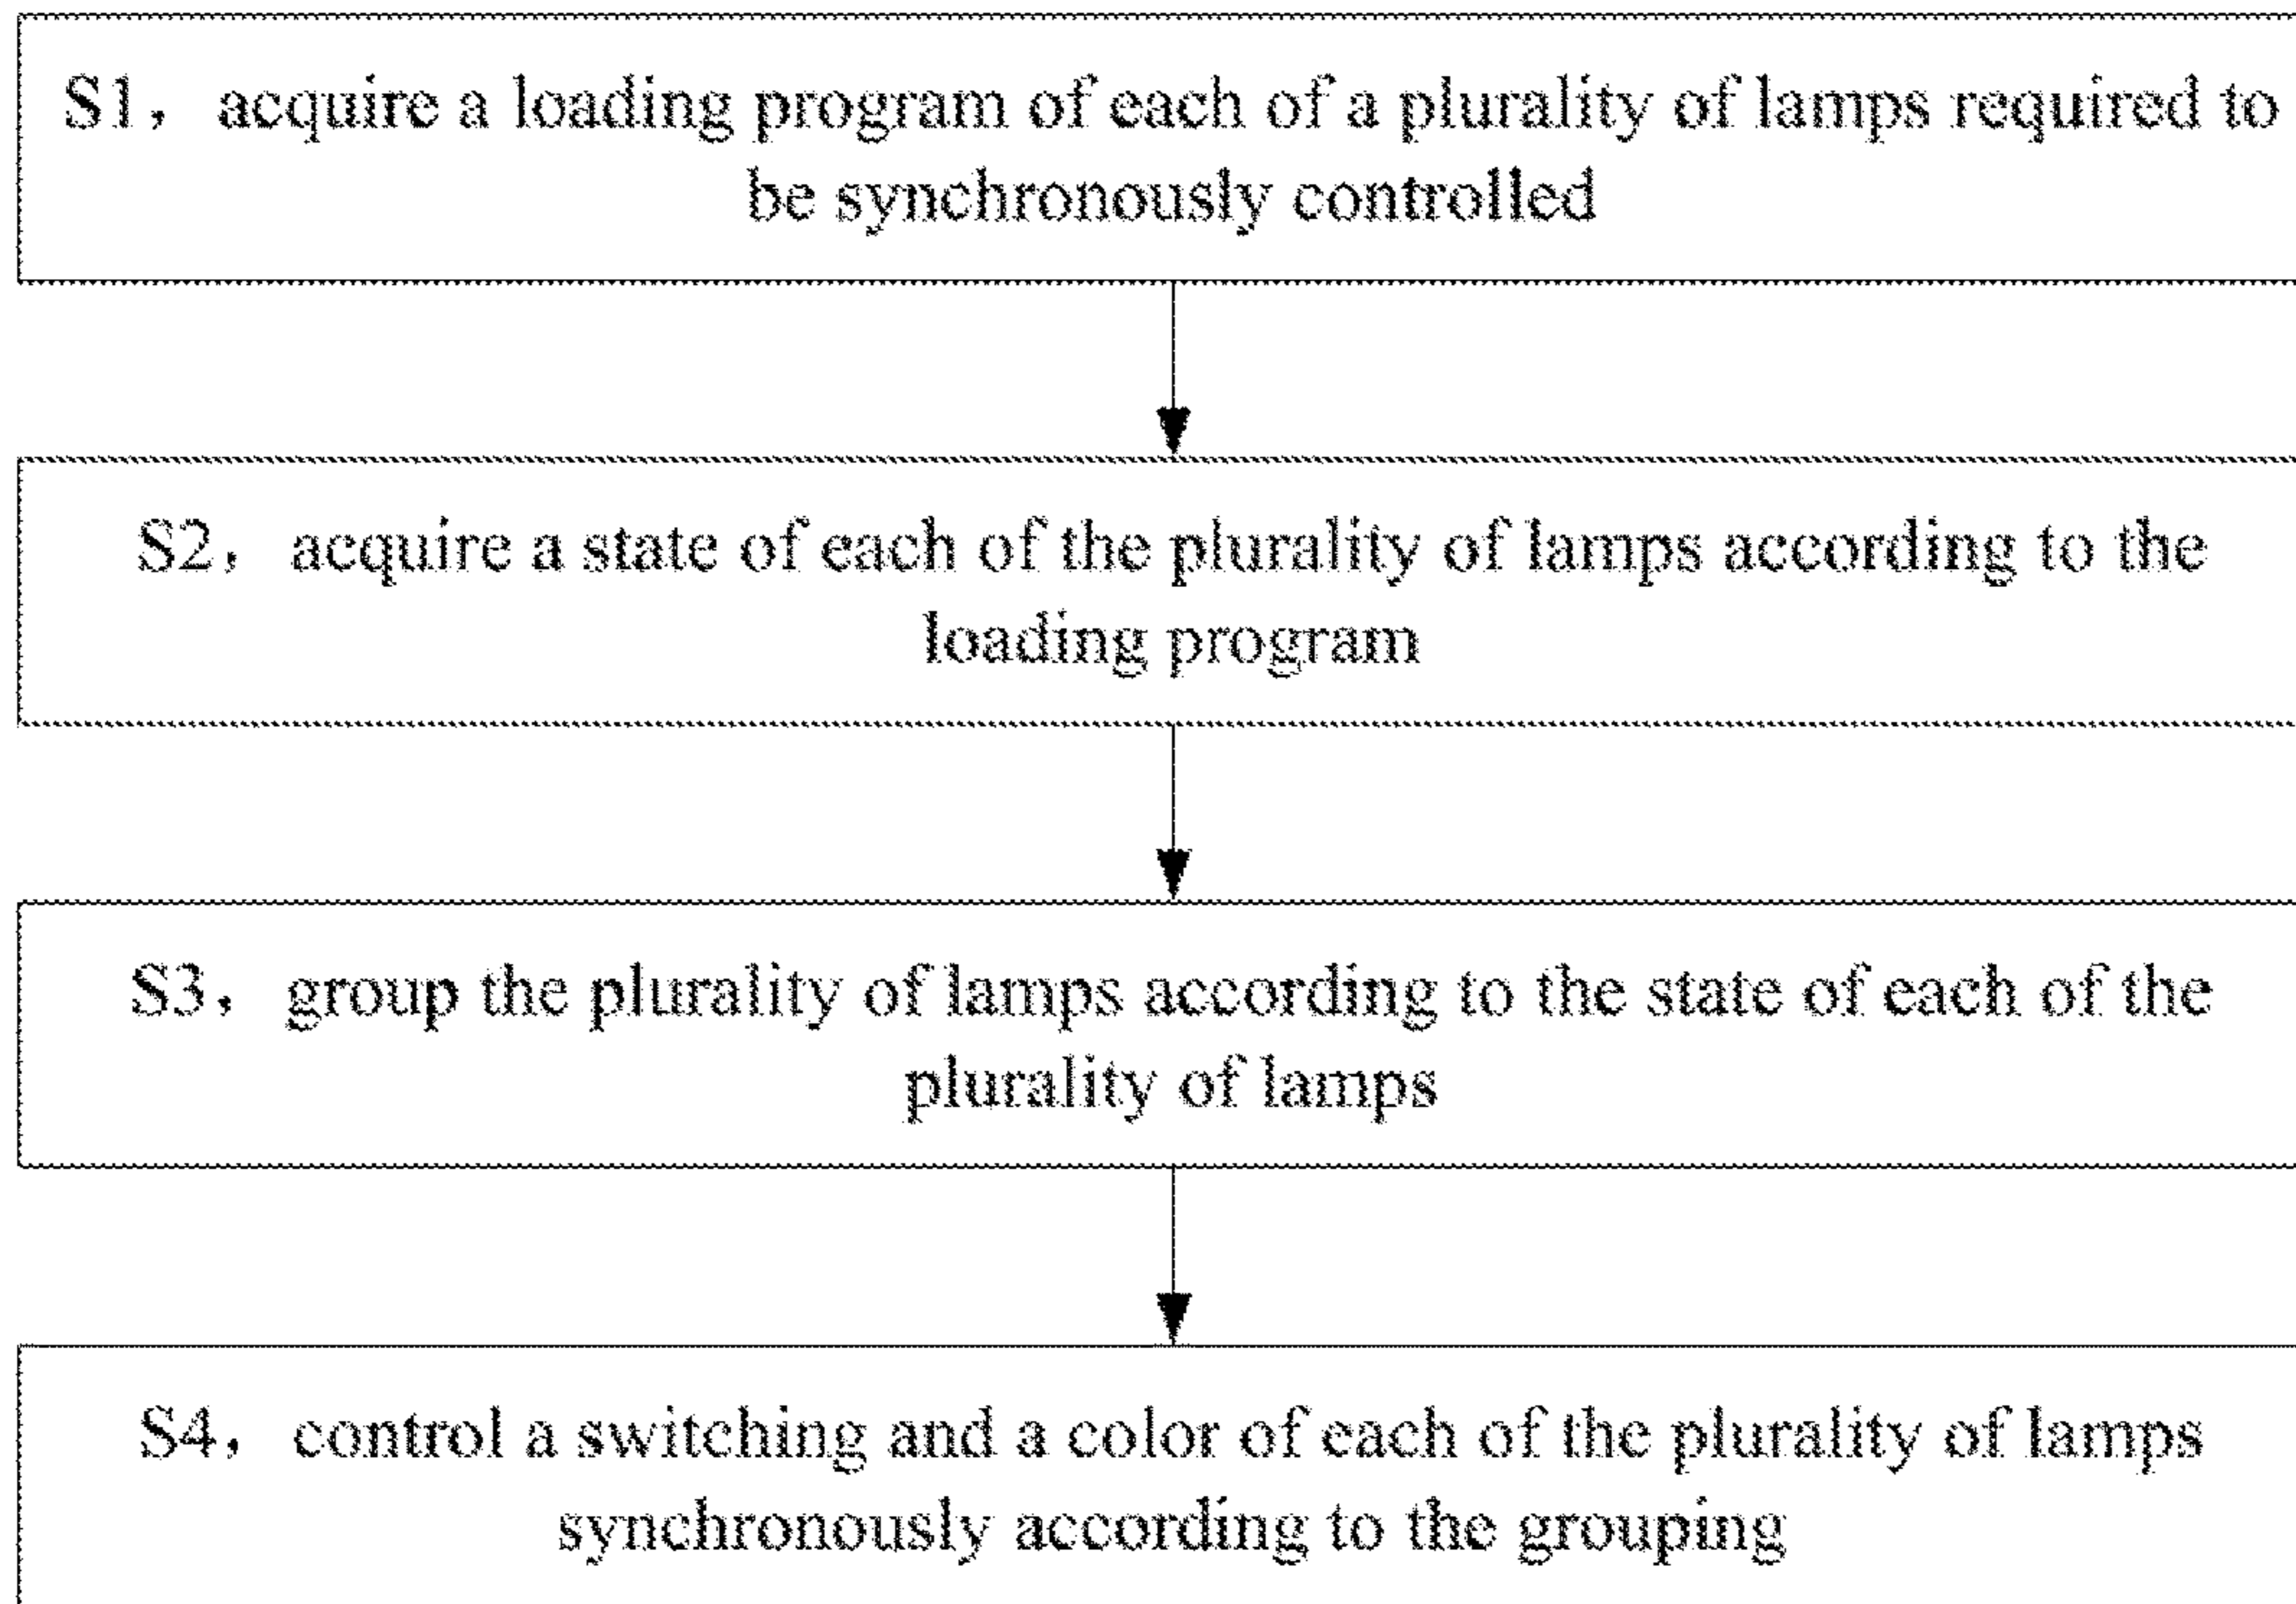 S1, acquire a loading program of each of a plurality of lamps required to
be synchronously controlled
S2, acquire a state of each of the plurality of lamps according to the
loading program
S3, group the plurality of lamps according to the state of each of the
plurality of lamps
S4, control a switching and a color of each of the plurality of lamps
synchronously according to the grouping